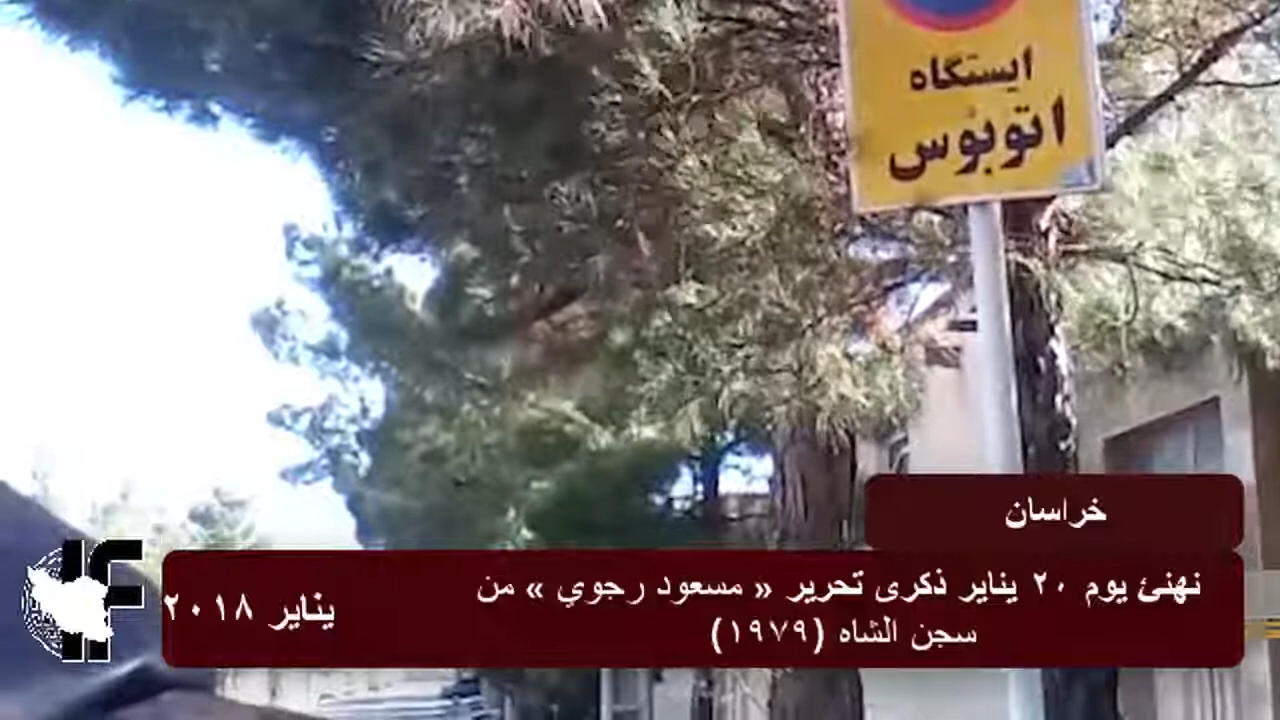 ایستگاه
اتوبوس
خراسان
نهنئ يوم ٢٠ يناير ذكرى تحرير « مسعود رجوي » من
سجن الشاه (١٩٧٩)
يناير ٢٠١٨